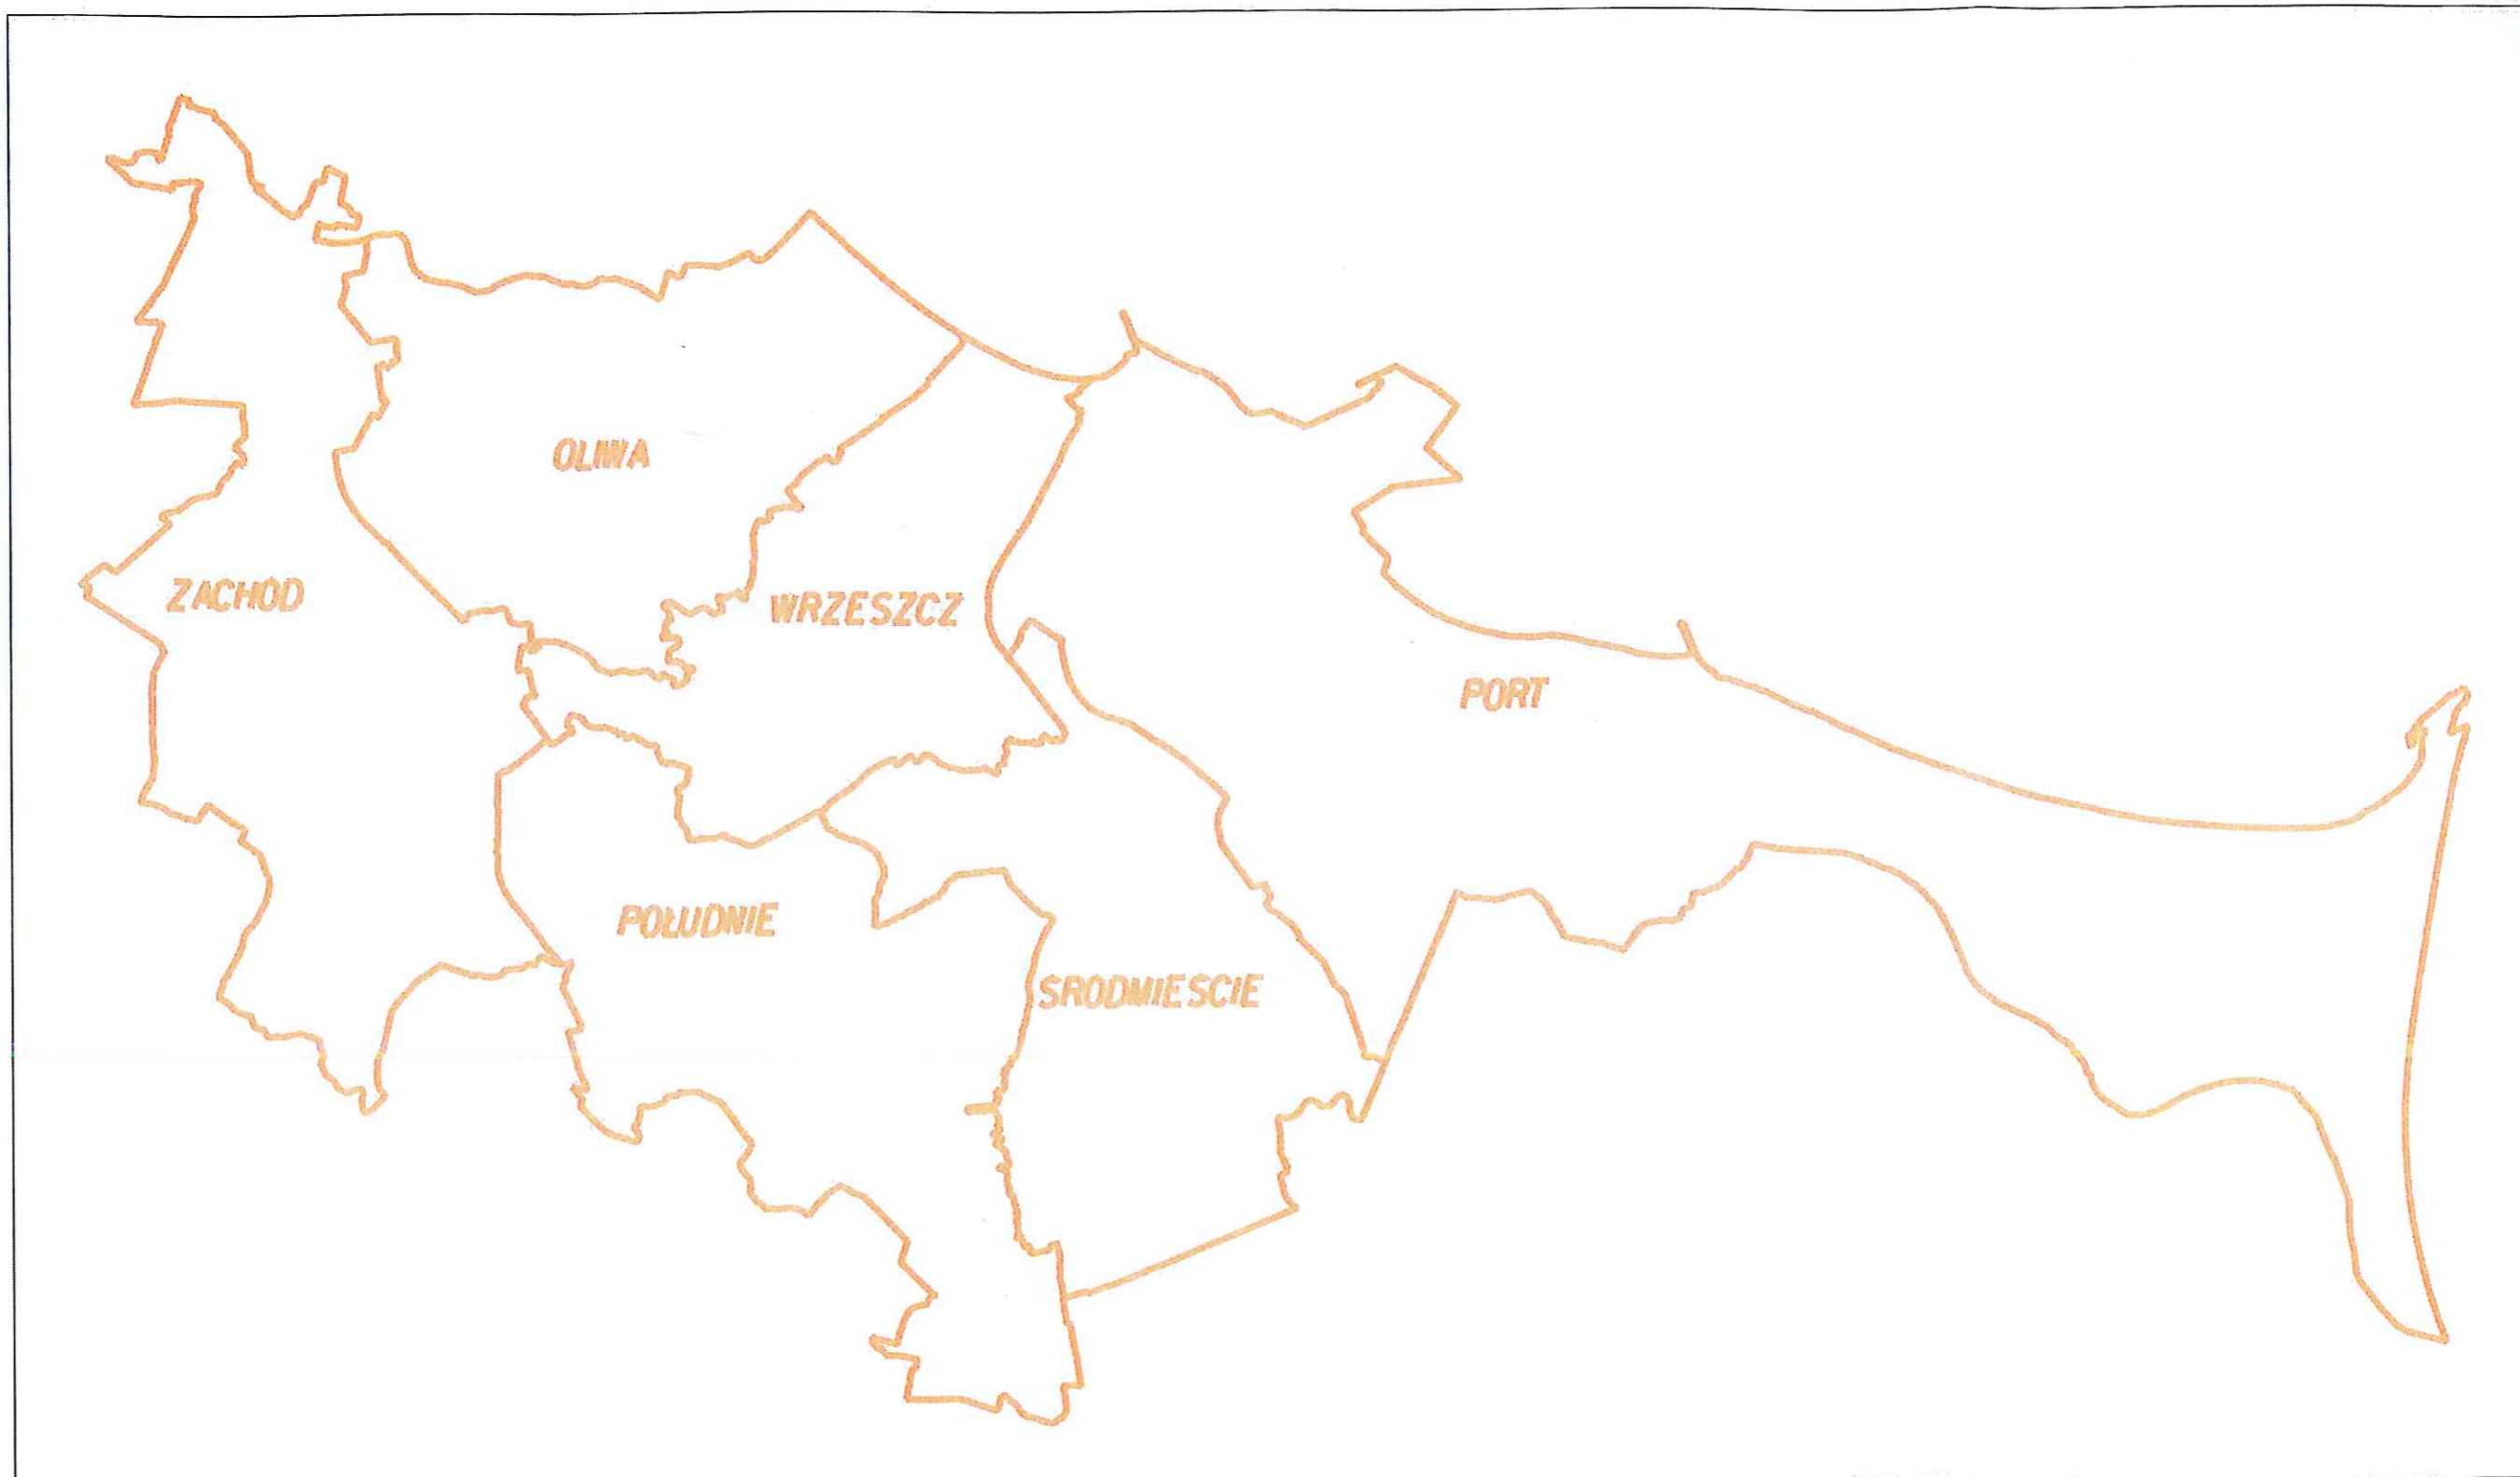 OLIWA
ZACHOD
WRZESZCZ
PORT
POŁUDNIE
SRODMIESCIE